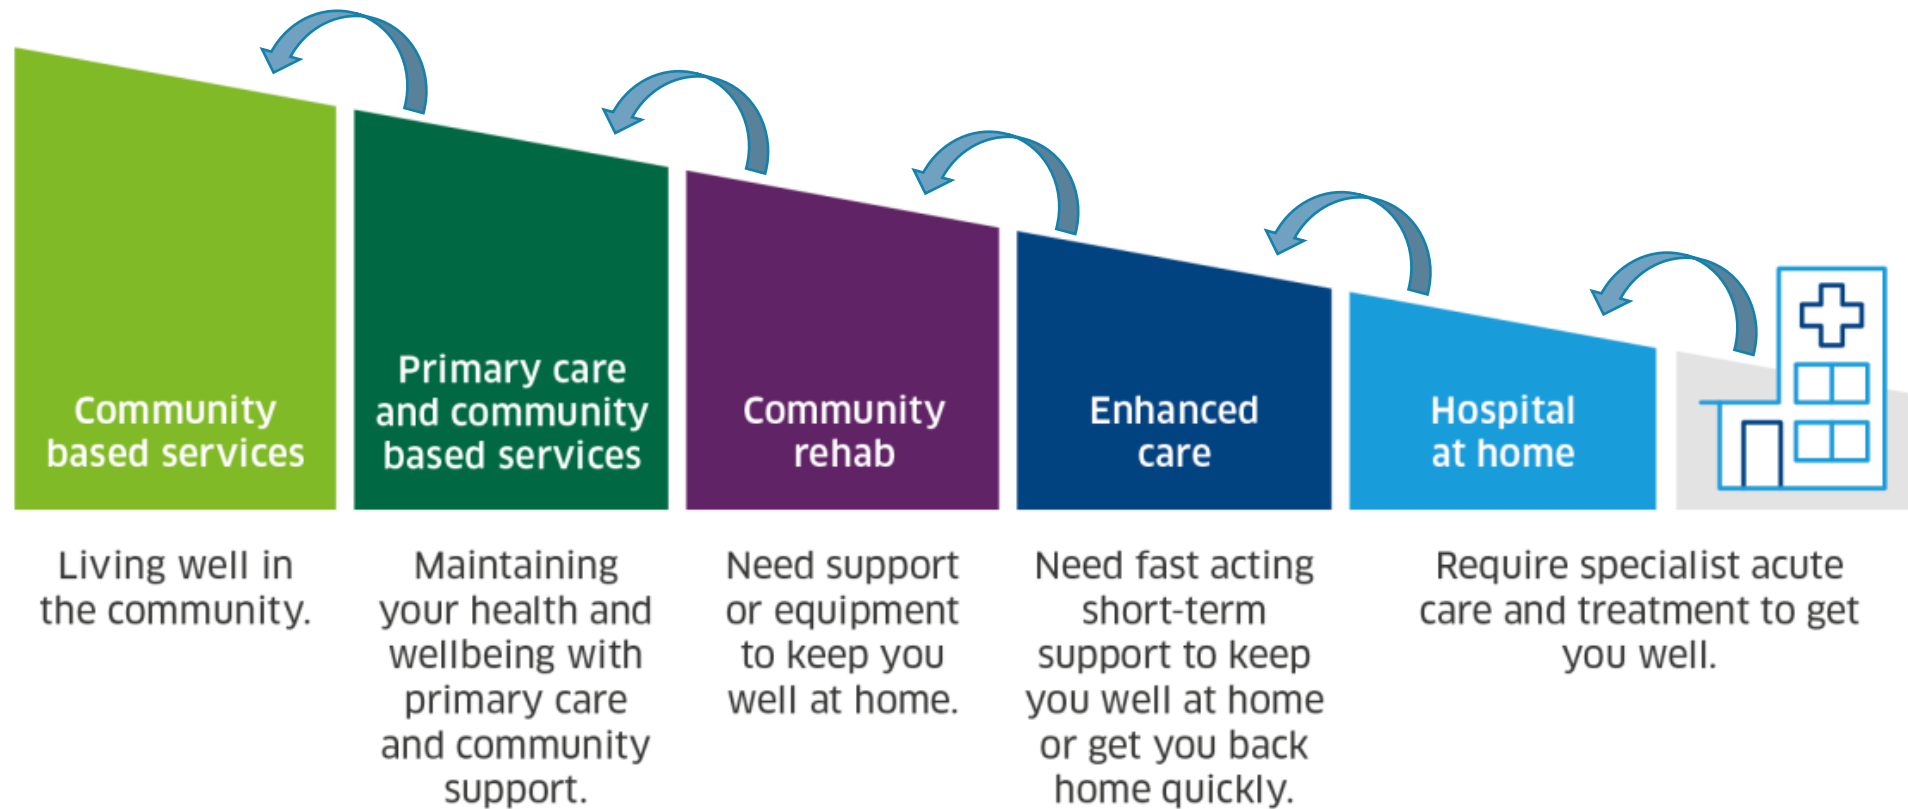 Community
based services
Primary care
and community
based services
Community
rehab
Enhanced
care
Hospital
at home
Living well in
the community.
Maintaining
your health and
wellbeing with
primary care
and community
support.
Need support
or equipment
to keep you
well at home.
Need fast acting
short-term
support to keep
you well at home
or get you back
home quickly.
Require specialist acute
care and treatment to get
you well.